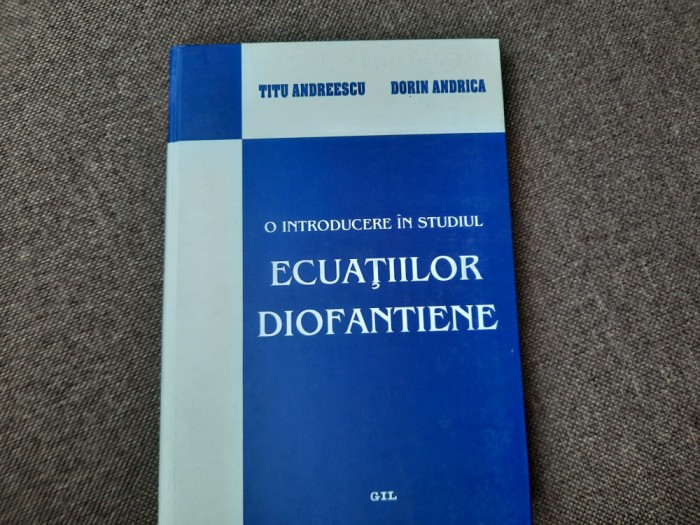 TITU ANDREESCU DORIN ANDRICA
O INTRODUCERE ÎN STUDIUL
ECUAŢIILOR
DIOFANTIENE
GIL